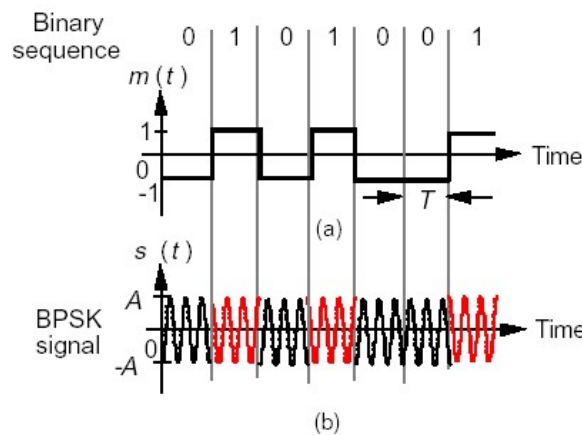 Binary
sequence
0 1 0 1 0 0 1
m (t)
1
0
-1
Time
T
(a)
s (t)
A
BPSK
signal
0
-A
Time
(b)